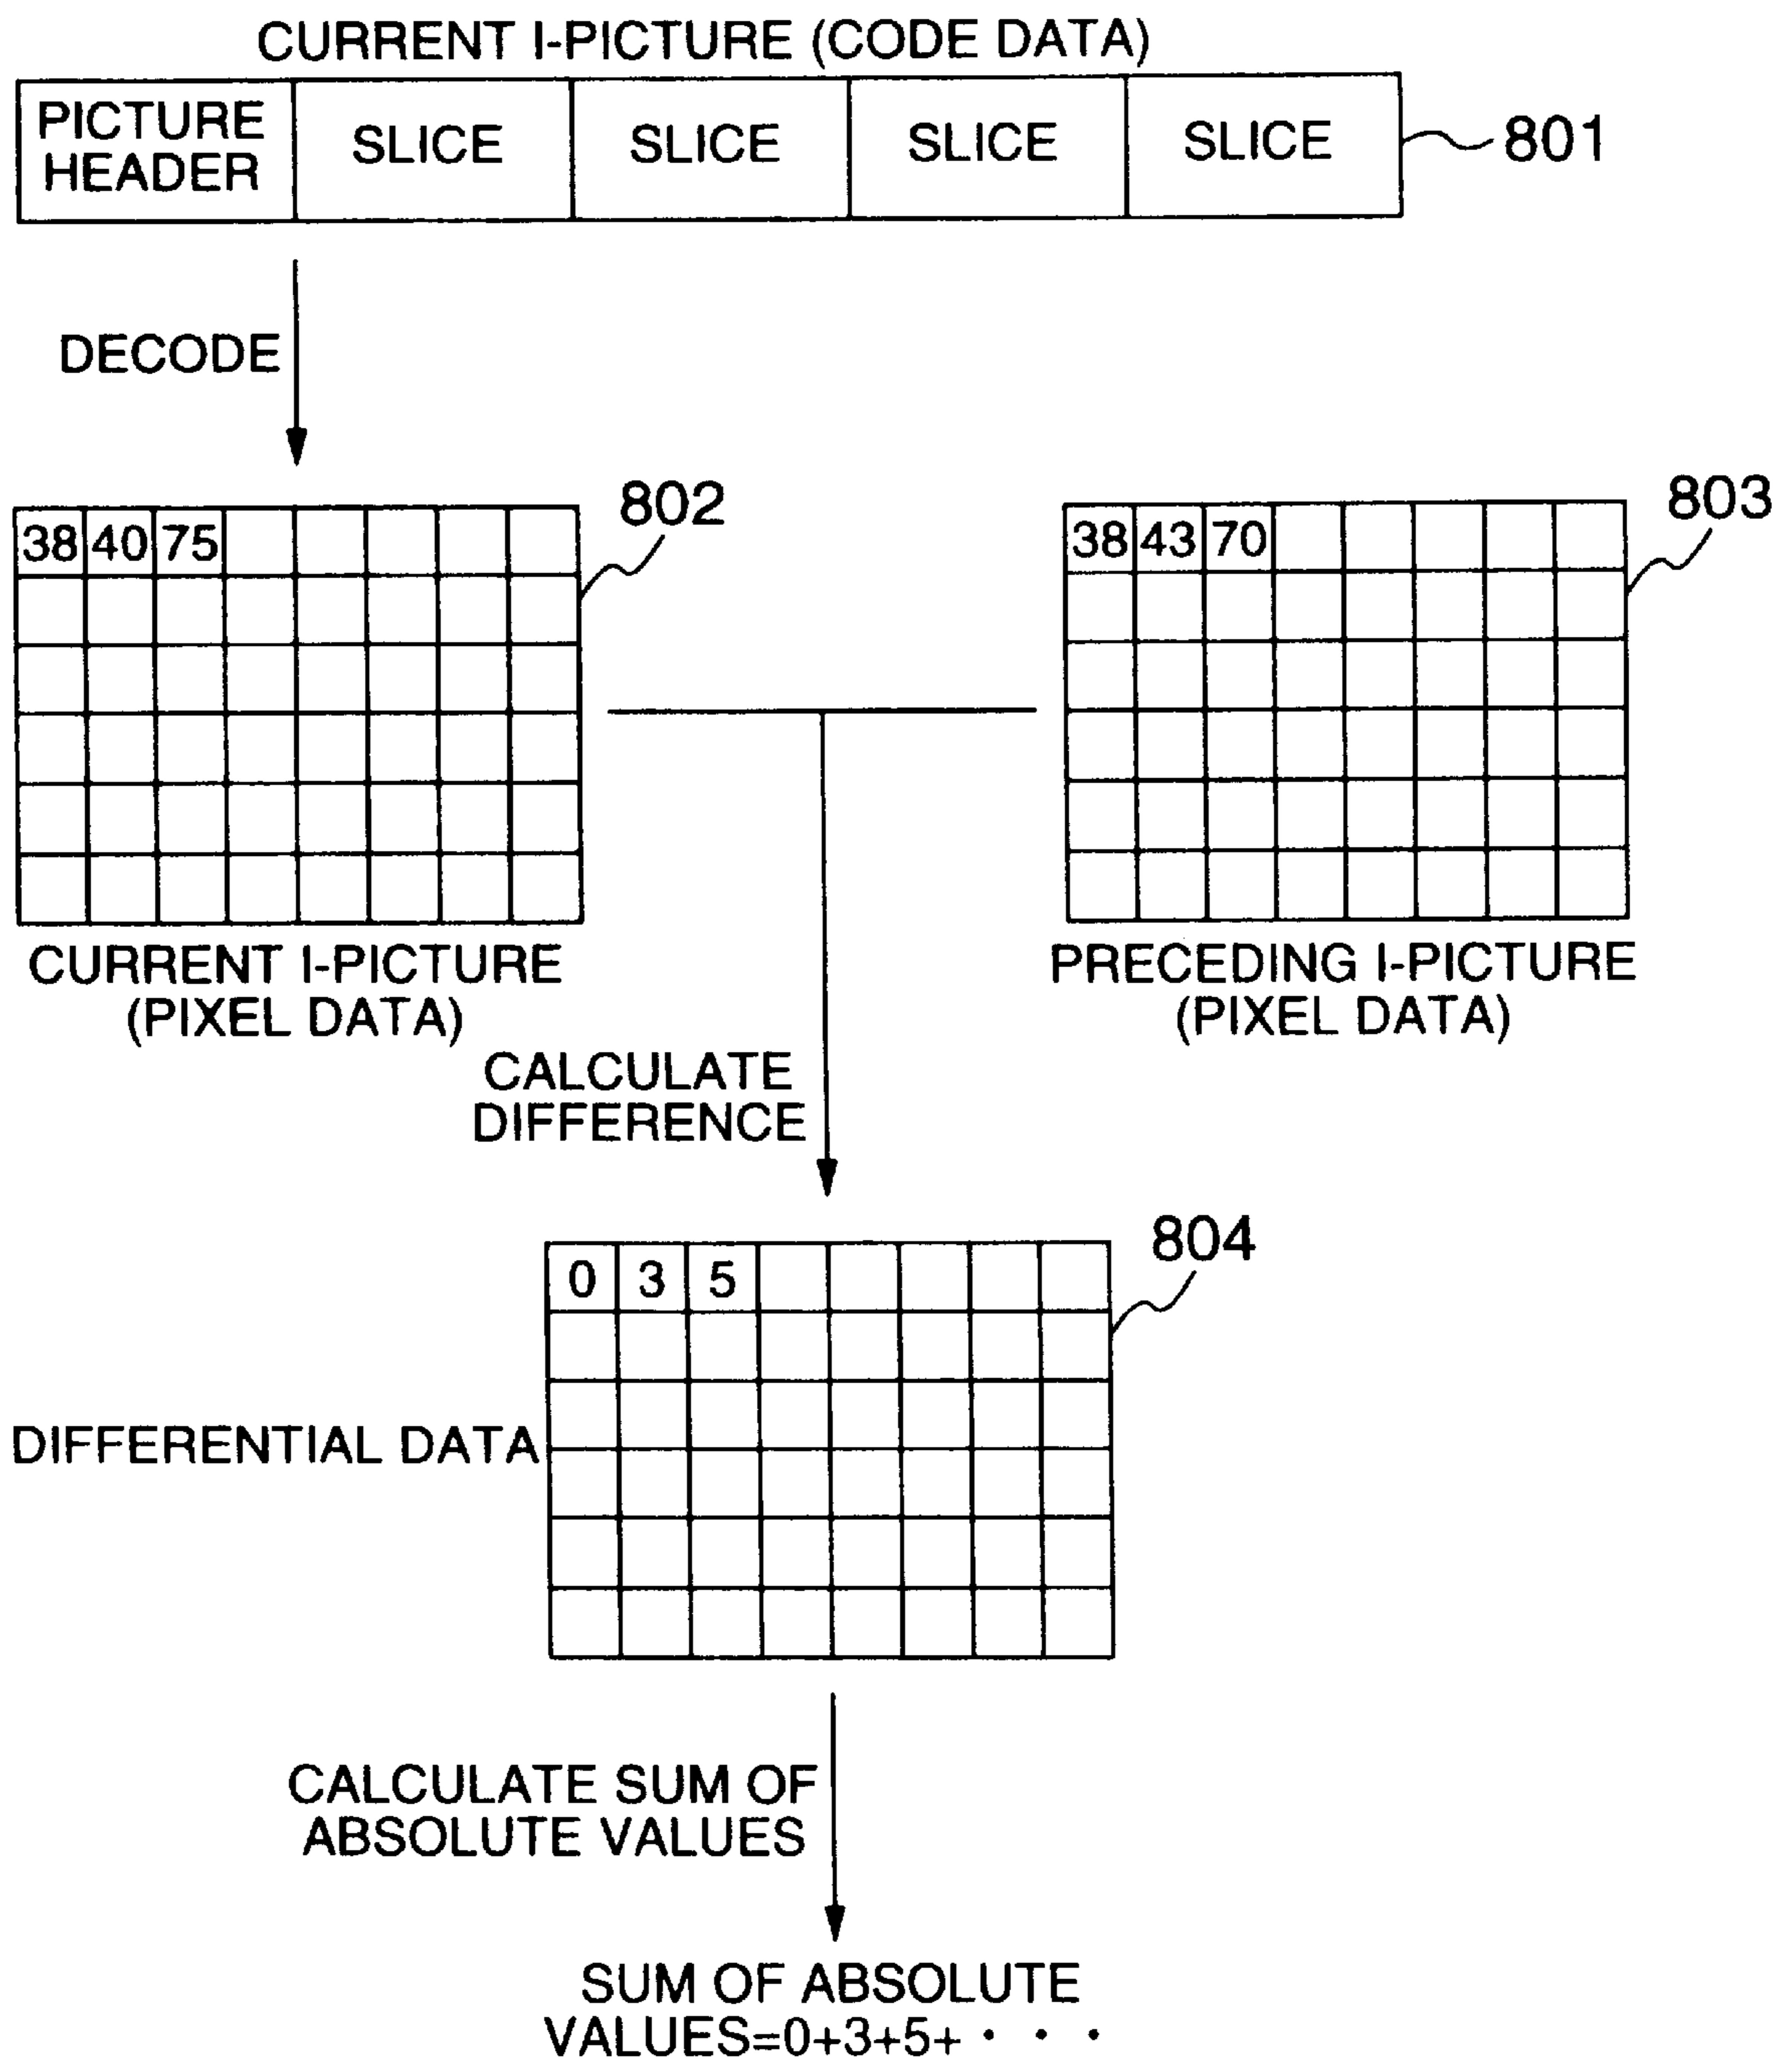 CURRENT I-PICTURE (CODE DATA)
PICTURE
HEADER
SLICE
SLICE
SLICE
SLICE
801
DECODE
802
803
38 40 75
38 43 70
CURRENT I-PICTURE
(PIXEL DATA)
PRECEDING I-PICTURE
(PIXEL DATA)
CALCULATE
DIFFERENCE
804
0 3 5
DIFFERENTIAL DATA
CALCULATE SUM OF
ABSOLUTE VALUES
SUM OF ABSOLUTE
VALUES=0+3+5+ · · ·